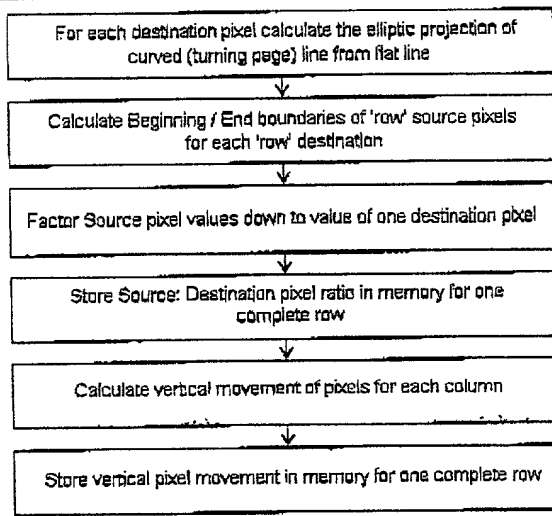 For each destination pixel calculate the elliptic projection of
curved (turning page) line from flat line
Calculate Beginning / End boundaries of 'row' source pixels
for each 'row' destination
Factor Source pixel values down to value of one destination pixel
Store Source: Destination pixel ratio in memory for one
complete row
Calculate vertical movement of pixels for each column
Store vertical pixel movement in memory for one complete row